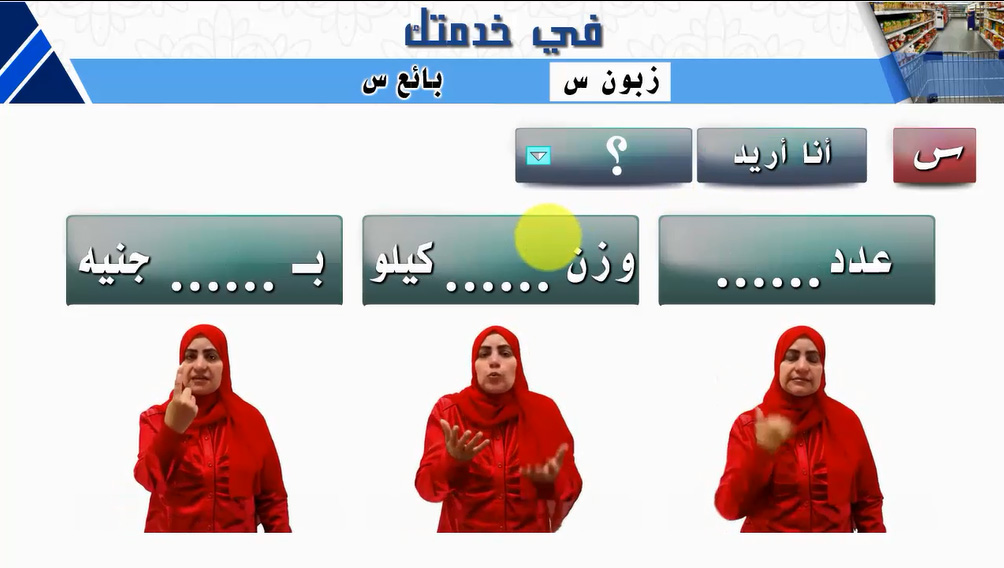 في خدمتك
زبون س
بائع س
س
أنا أريد
؟
عدد ......
وزن ...... كيلو
بـ ...... جنيه